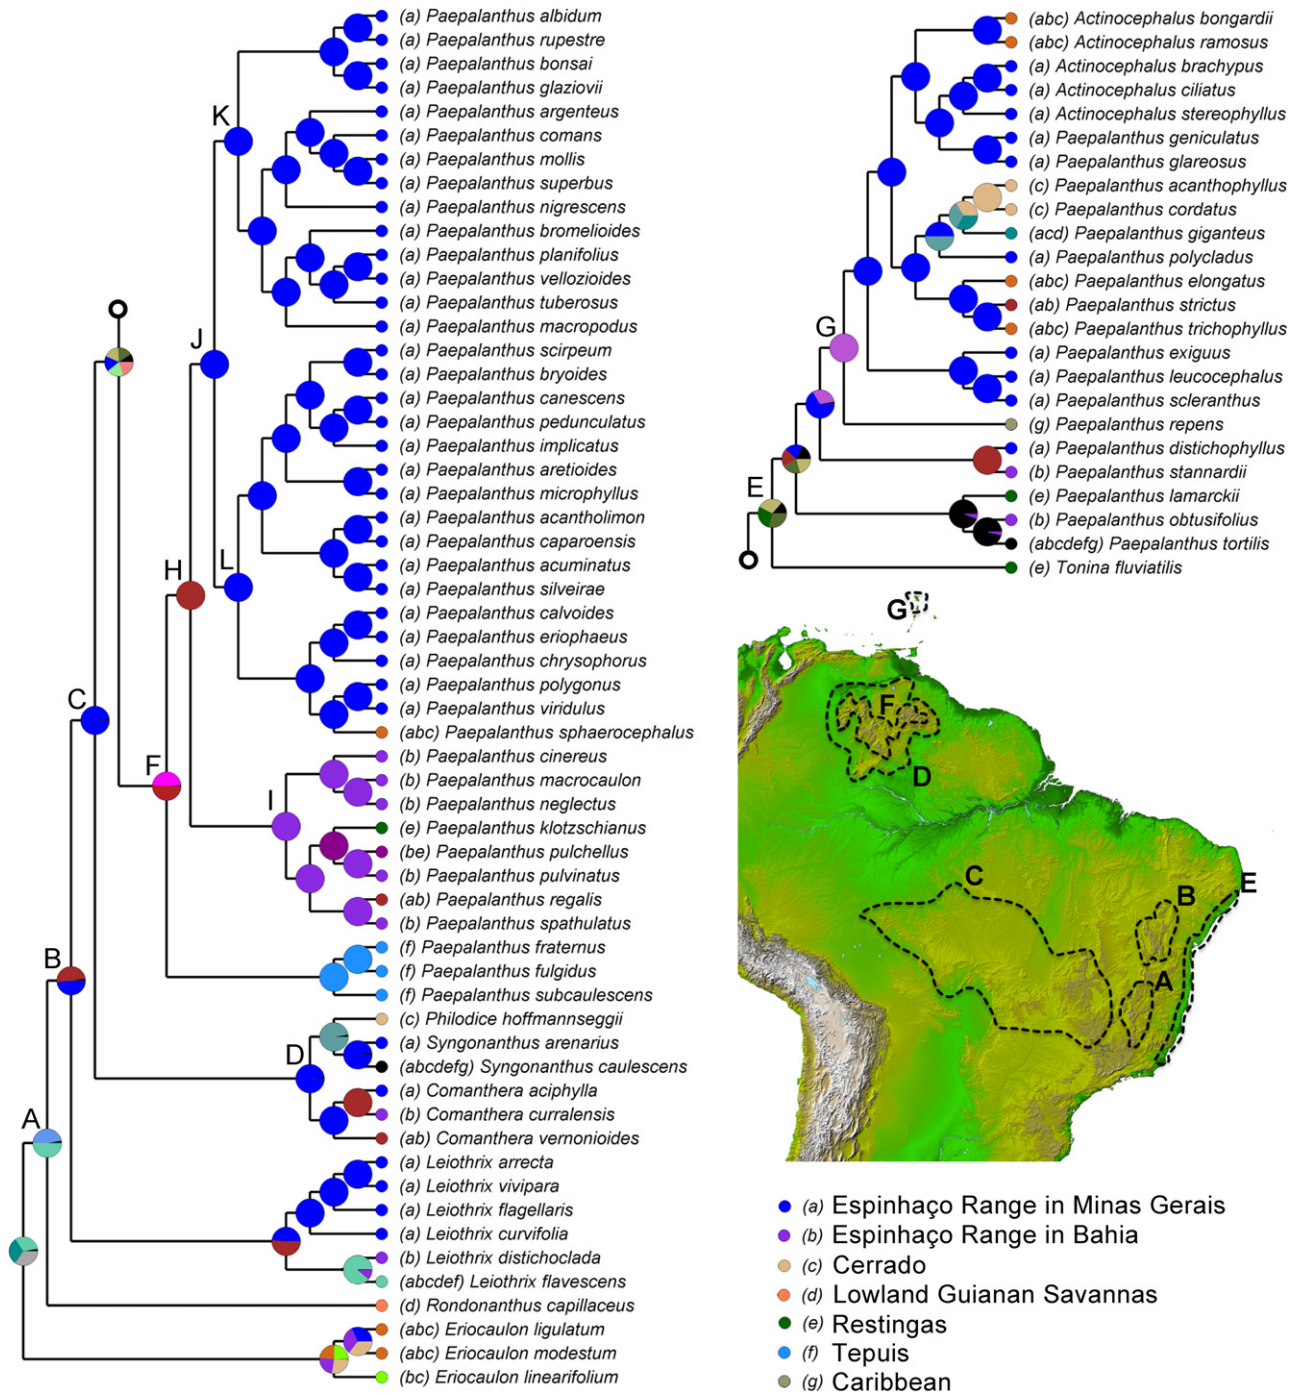 (a) Paepalanthus albidum
(a) Paepalanthus rupestre
(a) Paepalanthus bonsai
(a) Paepalanthus glaziovii
K
(a) Paepalanthus argenteus
(a) Paepalanthus comans
(a) Paepalanthus mollis
(a) Paepalanthus superbus
(a) Paepalanthus nigrescens
(a) Paepalanthus bromelioides
(a) Paepalanthus planifolius
(a) Paepalanthus vellozioides
(a) Paepalanthus tuberosus
(a) Paepalanthus macropodus
J
(a) Paepalanthus scirpeum
(a) Paepalanthus bryoides
(a) Paepalanthus canescens
(a) Paepalanthus pedunculatus
(a) Paepalanthus implicatus
(a) Paepalanthus aretioides
(a) Paepalanthus microphyllus
(a) Paepalanthus acantholimon
(a) Paepalanthus caparoensis
H
L
(a) Paepalanthus acuminatus
(a) Paepalanthus silveirae
(a) Paepalanthus calvoides
(a) Paepalanthus eriophaeus
(a) Paepalanthus chrysophorus
(a) Paepalanthus polygonus
C
(a) Paepalanthus viridulus
(abc) Paepalanthus sphaerocephalus
(b) Paepalanthus cinereus
F
(b) Paepalanthus macrocaulon
(b) Paepalanthus neglectus
I
(e) Paepalanthus klotzschianus
(be) Paepalanthus pulchellus
(b) Paepalanthus pulvinatus
(ab) Paepalanthus regalis
(b) Paepalanthus spathulatus
(f) Paepalanthus fraternus
B
(f) Paepalanthus fulgidus
(f) Paepalanthus subcaulescens
(c) Philodice hoffmannseggii
(a) Syngonanthus arenarius
D
(abcdefg) Syngonanthus caulescens
(a) Comanthera aciphylla
(b) Comanthera curralensis
A
(ab) Comanthera vernonioides
(a) Leiothrix arrecta
(a) Leiothrix vivipara
(a) Leiothrix flagellaris
(a) Leiothrix curvifolia
(b) Leiothrix distichoclada
(abcdef) Leiothrix flavescens
(d) Rondonanthus capillaceus
(abc) Eriocaulon ligulatum
(abc) Eriocaulon modestum
(bc) Eriocaulon linearifolium
(abc) Actinocephalus bongardii
(abc) Actinocephalus ramosus
(a) Actinocephalus brachypus
(a) Actinocephalus ciliatus
(a) Actinocephalus stereophyllus
(a) Paepalanthus geniculatus
(a) Paepalanthus glareosus
(c) Paepalanthus acanthophyllus
(c) Paepalanthus cordatus
(acd) Paepalanthus giganteus
(a) Paepalanthus polycladus
(abc) Paepalanthus elongatus
(ab) Paepalanthus strictus
(abc) Paepalanthus trichophyllus
G
(a) Paepalanthus exiguus
(a) Paepalanthus leucocephalus
(a) Paepalanthus scleranthus
(g) Paepalanthus repens
(a) Paepalanthus distichophyllus
(b) Paepalanthus stannardii
E
(e) Paepalanthus lamarckii
(b) Paepalanthus obtusifolius
(abcdefg) Paepalanthus tortilis
(e) Tonina fluviatilis
G
F
D
C
B
E
A
(a) Espinhaço Range in Minas Gerais
(b) Espinhaço Range in Bahia
(c) Cerrado
(d) Lowland Guianan Savannas
(e) Restingas
(f) Tepuis
(g) Caribbean